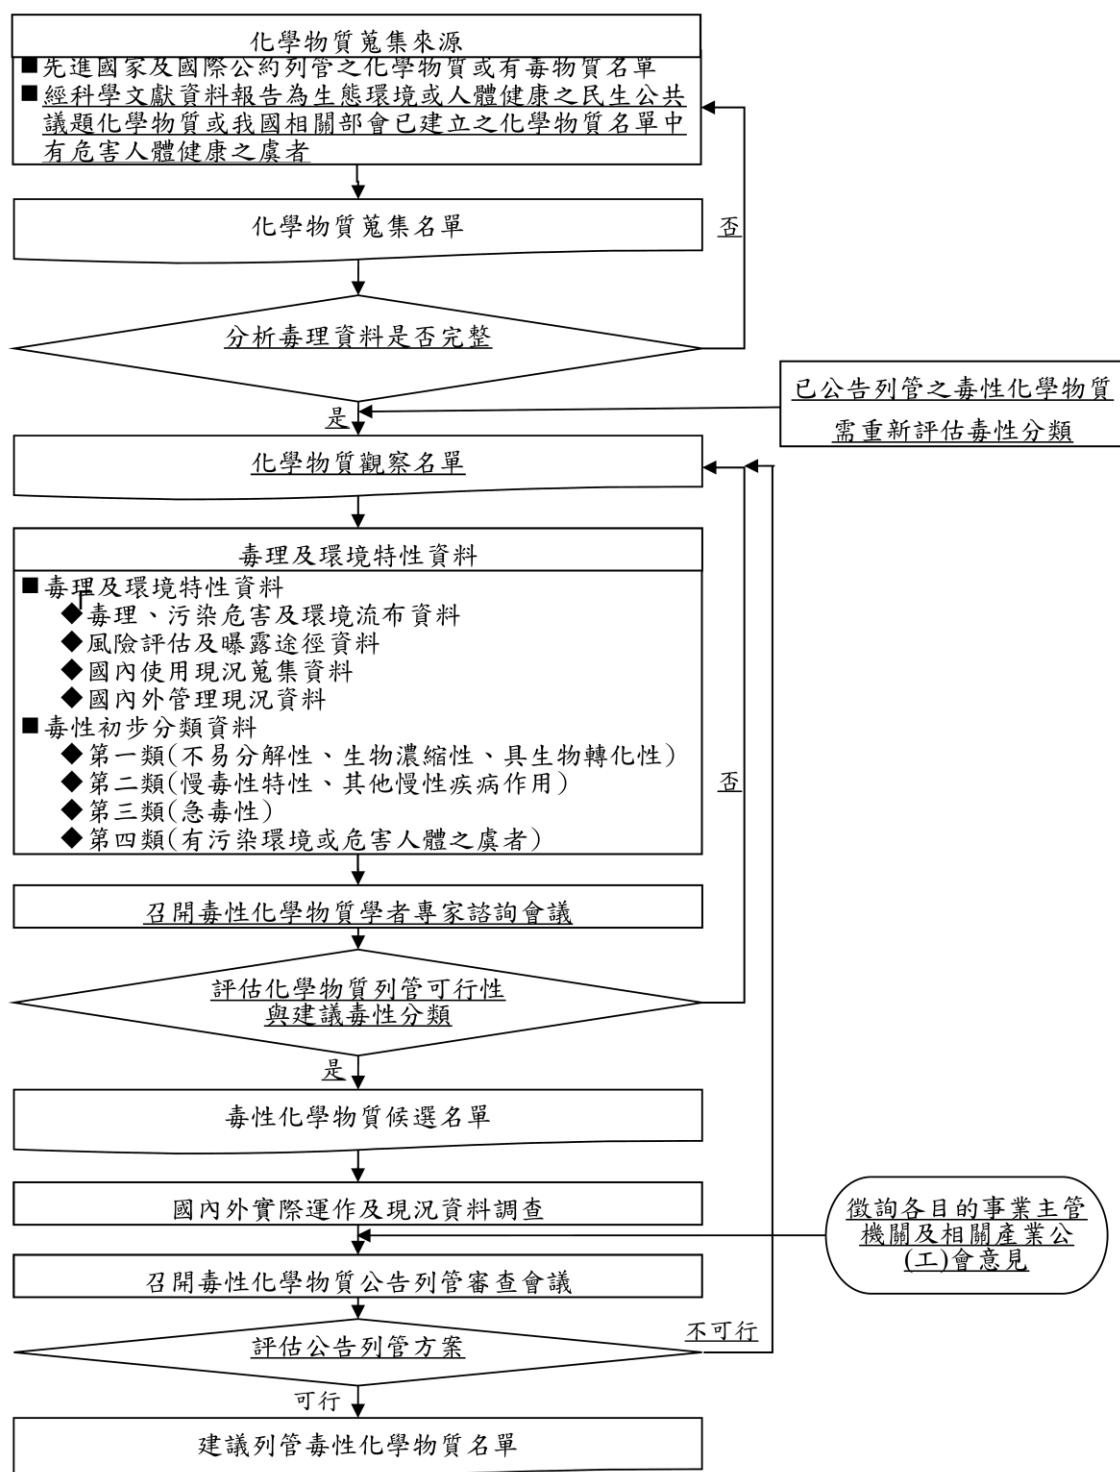 化學物質蒐集來源
■先進國家及國際公約列管之化學物質或有毒物質名單
■經科學文獻資料報告為生態環境或人體健康之民生公共
議題化學物質或我國相關部會已建立之化學物質名單中
有危害人體健康之虞者
化學物質蒐集名單
否
分析毒理資料是否完整
已公告列管之毒性化學物質
需重新評估毒性分類
是
化學物質觀察名單
毒理及環境特性資料
■毒理及環境特性資料
◆毒理、污染危害及環境流布資料
◆風險評估及曝露途徑資料
◆國內使用現況蒐集資料
◆國內外管理現況資料
■毒性初步分類資料
◆第一類(不易分解性、生物濃縮性、具生物轉化性)
◆第二類(慢毒性特性、其他慢性疾病作用)
◆第三類(急毒性)
◆第四類(有污染環境或危害人體之虞者)
否
召開毒性化學物質學者專家諮詢會議
評估化學物質列管可行性
與建議毒性分類
是
毒性化學物質候選名單
國內外實際運作及現況資料調查
徵詢各目的事業主管
機關及相關產業公
(工)會意見
召開毒性化學物質公告列管審查會議
不可行
評估公告列管方案
可行
建議列管毒性化學物質名單